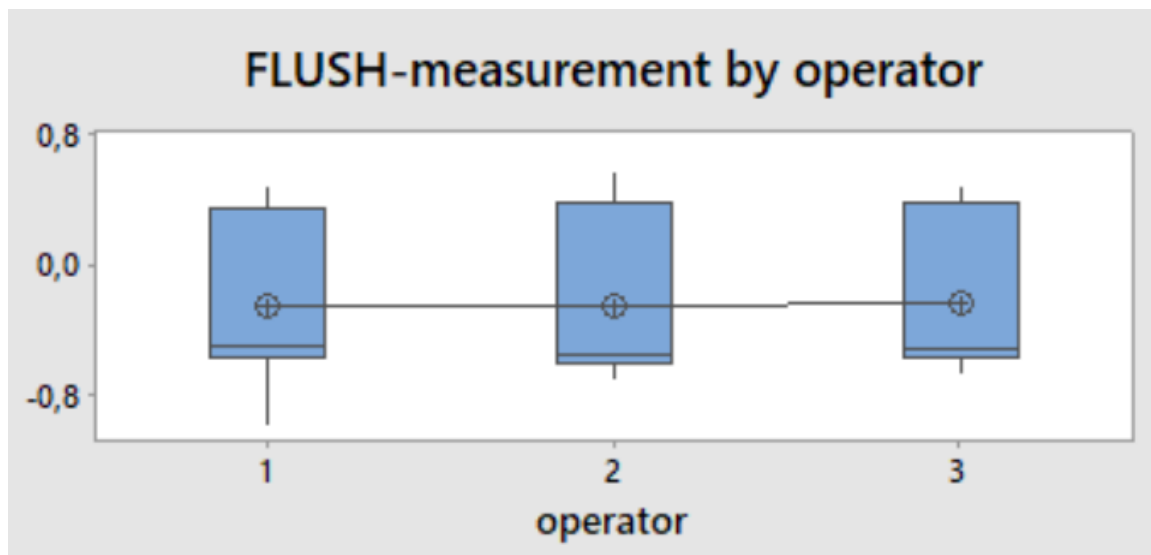 FLUSH-measurement by operator
0,8
0,0
-0,8
1 2 3
operator